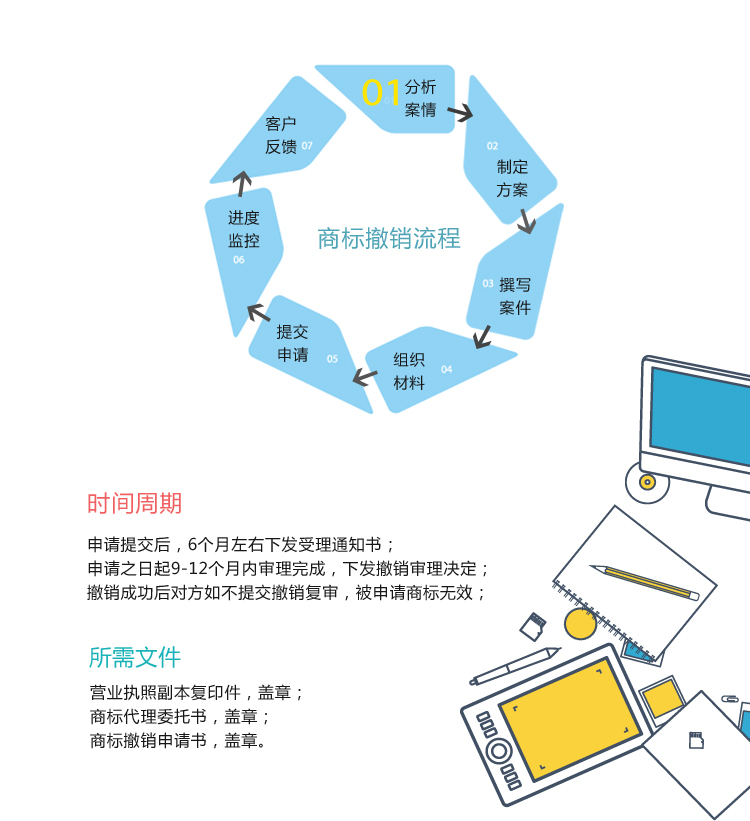 01 分析
案情
02
制定
方案
03 撰写
案件
组织
材料 04
提交
申请 05
进度
监控
06
客户
反馈 07
商标撤销流程
时间周期
申请提交后，6个月左右下发受理通知书；
申请之日起9-12个月内审理完成，下发撤销审理决定；
撤销成功后对方如不提交撤销复审，被申请商标无效；
所需文件
营业执照副本复印件，盖章；
商标代理委托书，盖章；
商标撤销申请书，盖章。